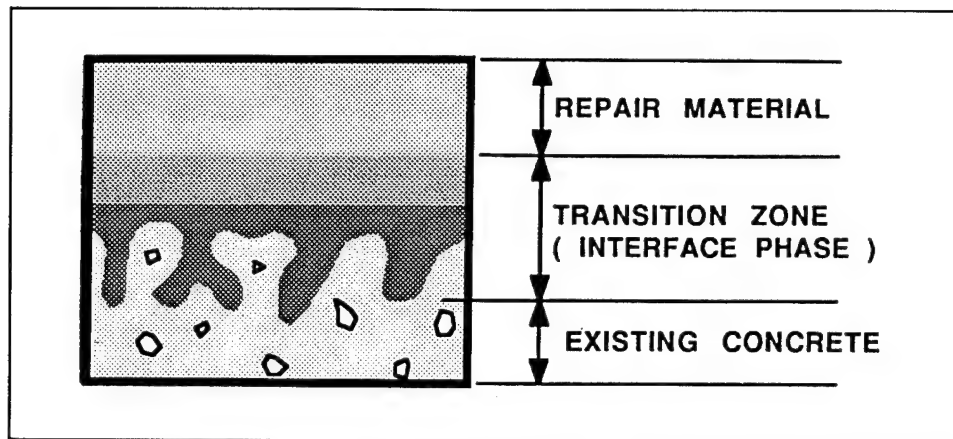 REPAIR MATERIAL
TRANSITION ZONE
( INTERFACE PHASE )
EXISTING CONCRETE